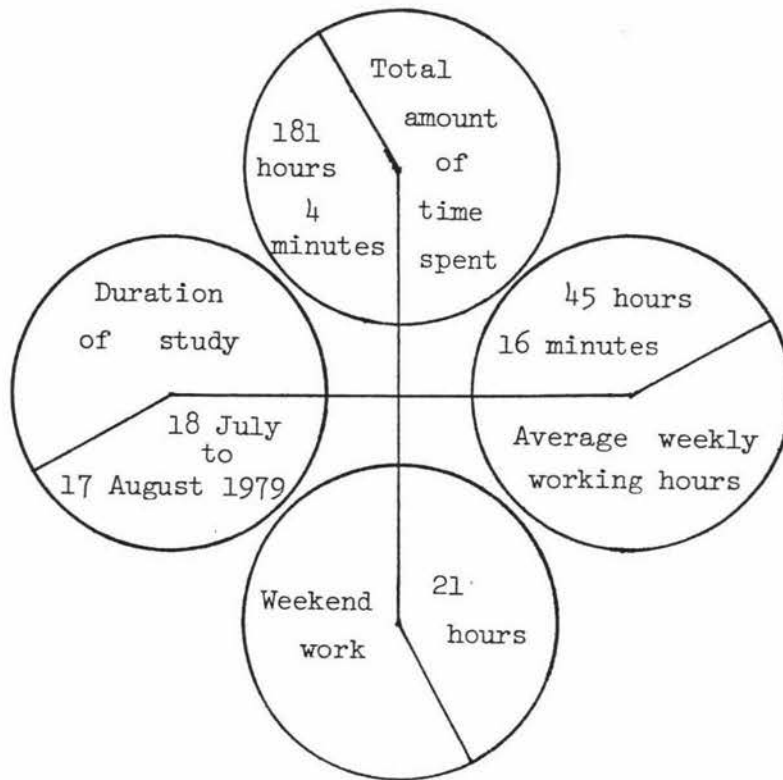 Total
amount
of
time
spent
181
hours
4
minutes
Duration
of study
18 July
to
17 August 1979
45 hours
16 minutes
Average weekly
working hours
Weekend
work
21
hours